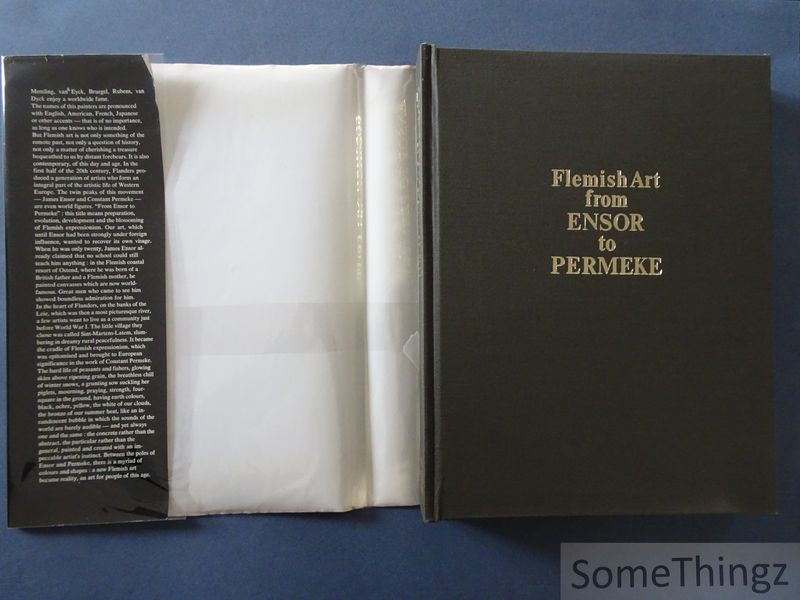 Memling, van Eyck, Bruegel, Rubens, van
Dyck enjoy a worldwide fame.
The names of this painters are pronounced
with English, American, French, Japanese
or other accents — that is of no importance,
as long as one knows who is intended.
But Flemish art is not only something of the
remote past, not only a question of history,
not only a matter of cherishing a treasure
bequeathed to us by distant forebears. It is also
contemporary, of this day and age. In the
first half of the 20th century, Flanders pro-
duced a generation of artists who form an
integral part of the artistic life of Western
Europe. The twin peaks of this movement
— James Ensor and Constant Permeke —
are even world figures. "From Ensor to
Permeke" : this title means preparation,
evolution, development and the blossoming
of Flemish expressionism. Our art, which
until Ensor had been strongly under foreign
influence, wanted to recover its own visage.
When he was only twenty, James Ensor al-
ready claimed that no school could still
teach him anything : in the Flemish coastal
resort of Ostend, where he was born of a
British father and a Flemish mother, he
painted canvasses which are now world-
famous. Great men who came to see him
showed boundless admiration for him.
In the heart of Flanders, on the banks of the
Leie, which was then a most picturesque river,
a few artists went to live as a community just
before World War I. The little village they
chose was called Sint-Martens-Latem, slum-
bering in dreamy rural peacefulness. It became
the cradle of Flemish expressionism, which
was epitomised and brought to European
significance in the work of Constant Permeke.
The hard life of peasants and fishers, glowing
skies above ripening grain, the breathless chill
of winter snows, a grunting sow suckling her
piglets, mourning, praying, strength, four-
square in the ground, having earth colours,
black, ochre, yellow, the white of our clouds,
the bronze of our summer heat, like an in-
candescent bubble in which the sounds of the
world are barely audible — and yet always
one and the same : the concrete rather than the
abstract, the particular rather than the
general, painted and created with an im-
peccable artist's instinct. Between the poles of
Ensor and Permeke, there is a myriad of
colours and shapes : a new Flemish art
became reality, an art for people of this age.
Flemish Art
from
ENSOR
to
PERMEKE
SomeThingz